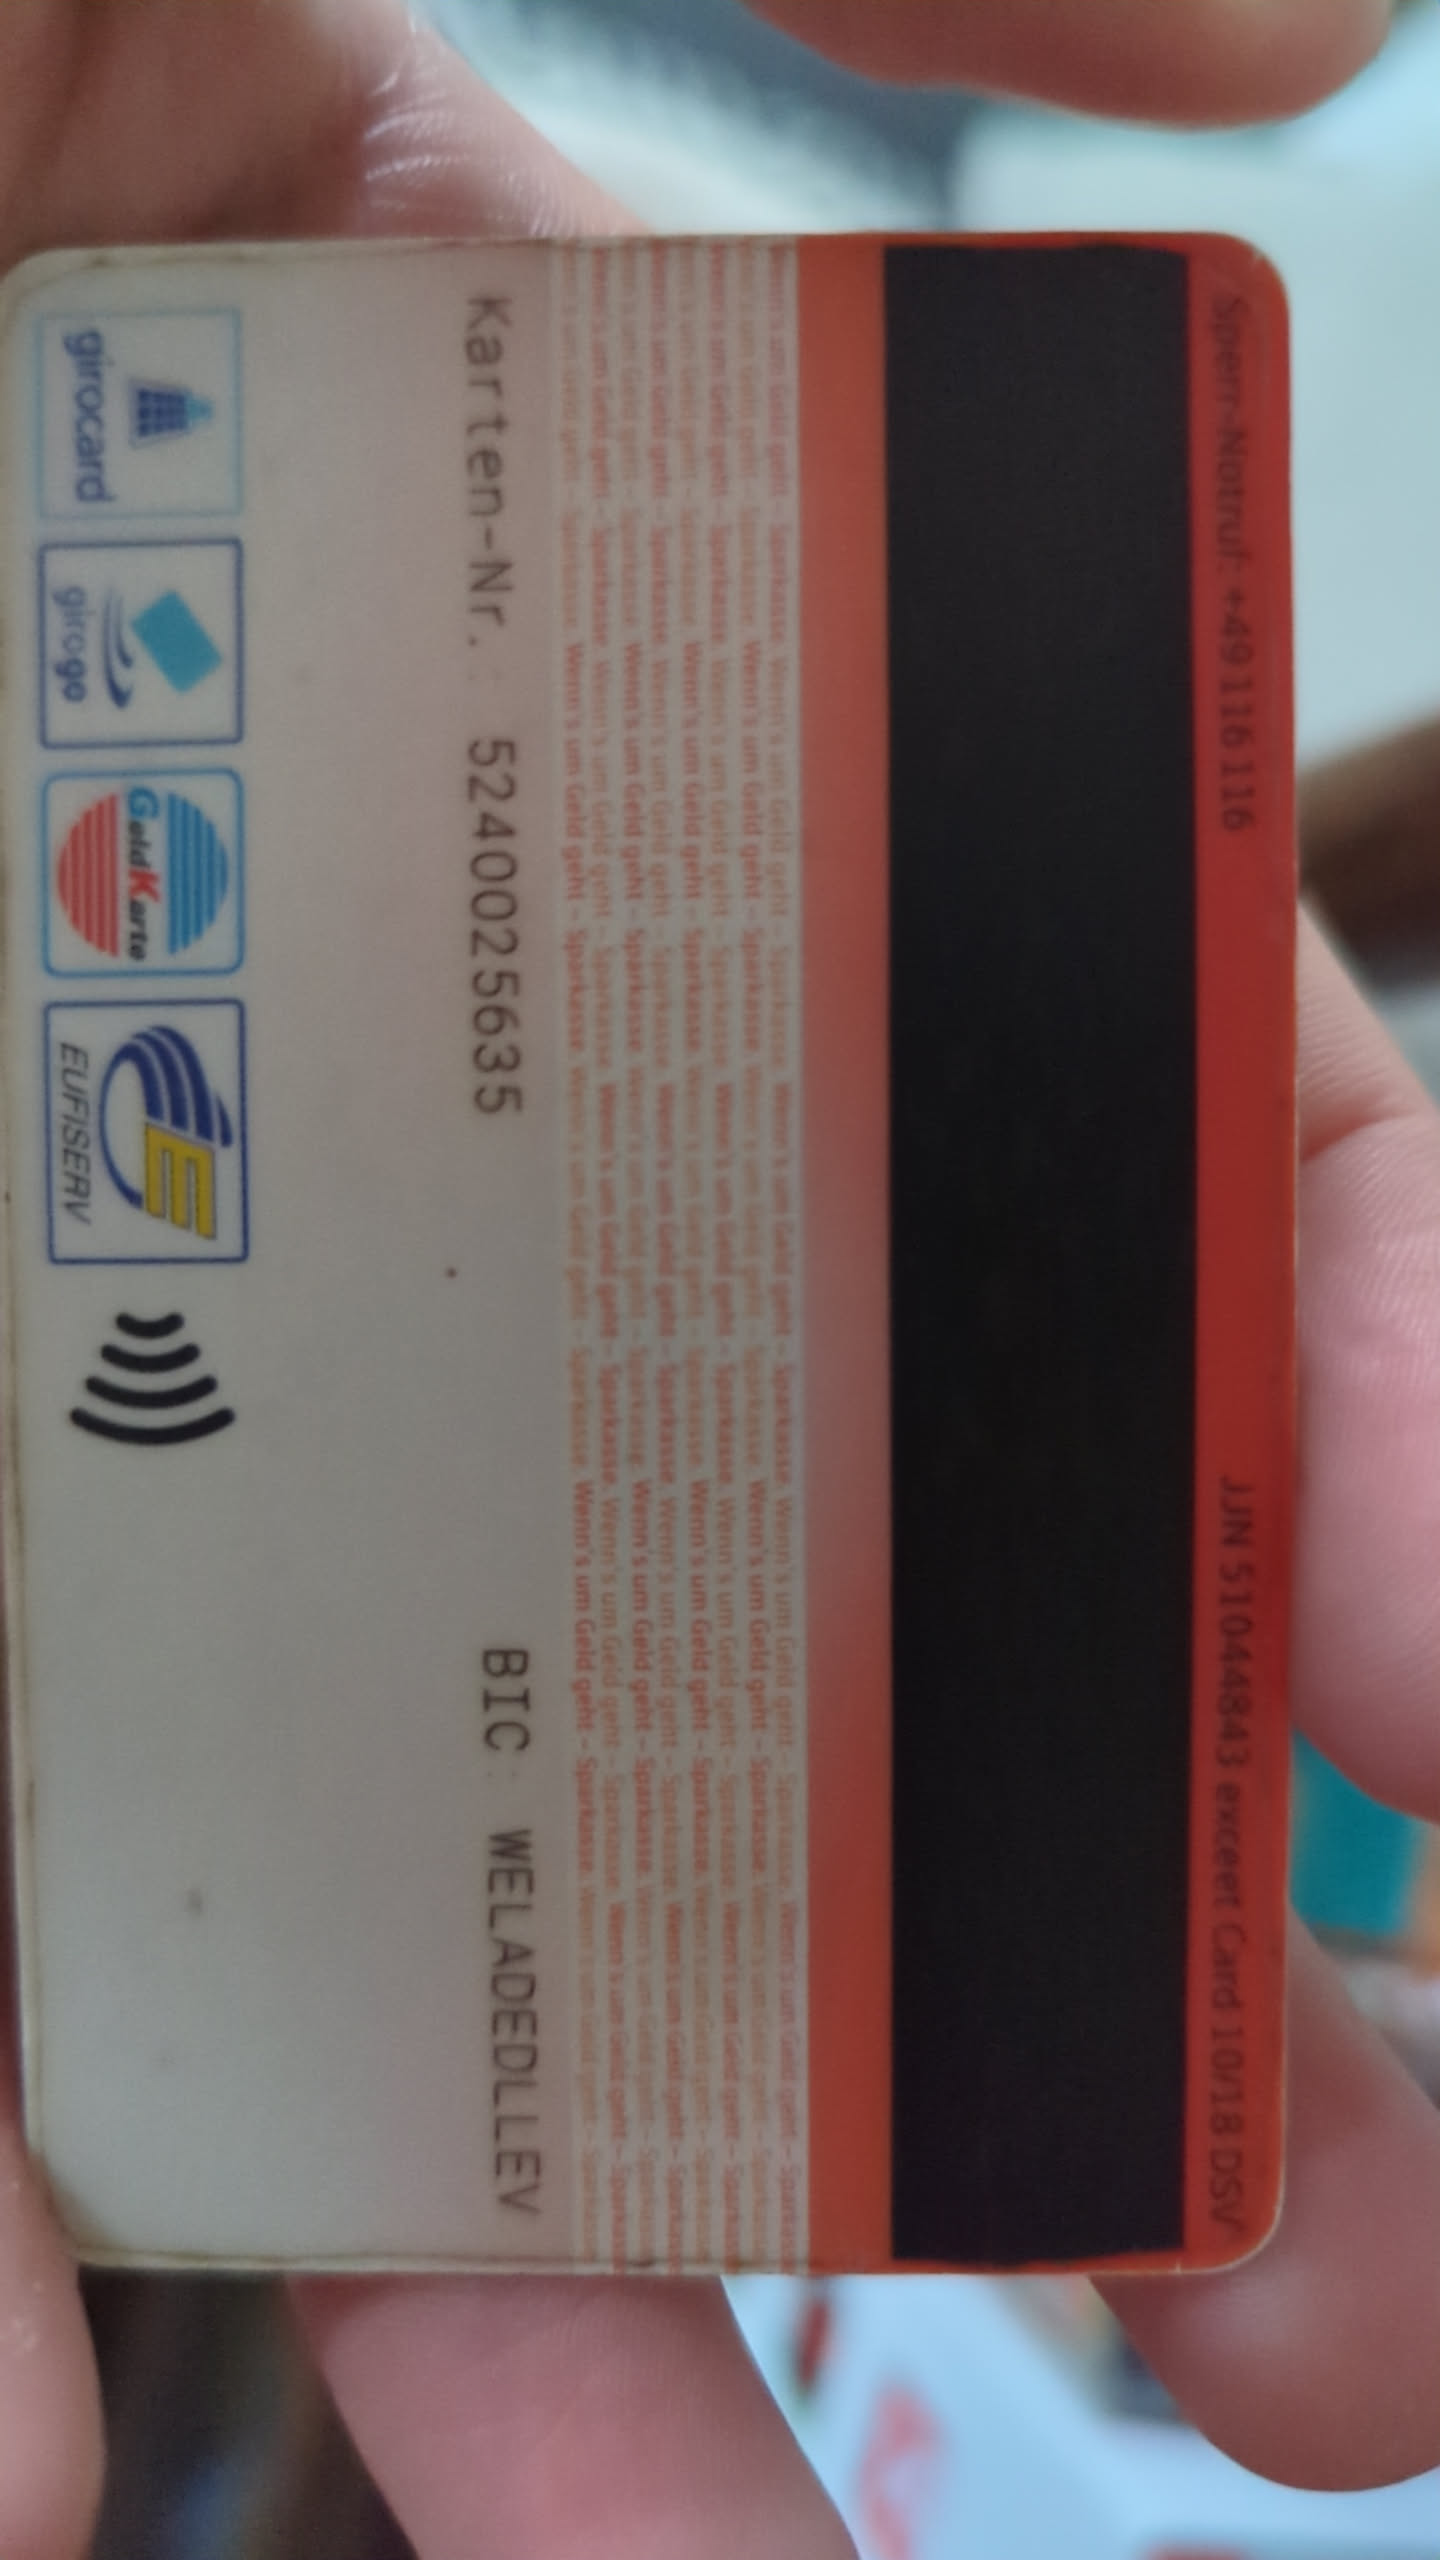 Sperr-Notruf: +49 116 116
JJN 51044843 exceet Card 10/18 DSV
Wenn's um Geld geht - Sparkasse.
Karten-Nr.: 5240025635
BIC: WELADEDLLEV
girocard
girogo
GeldKarte
E
EUFISERV